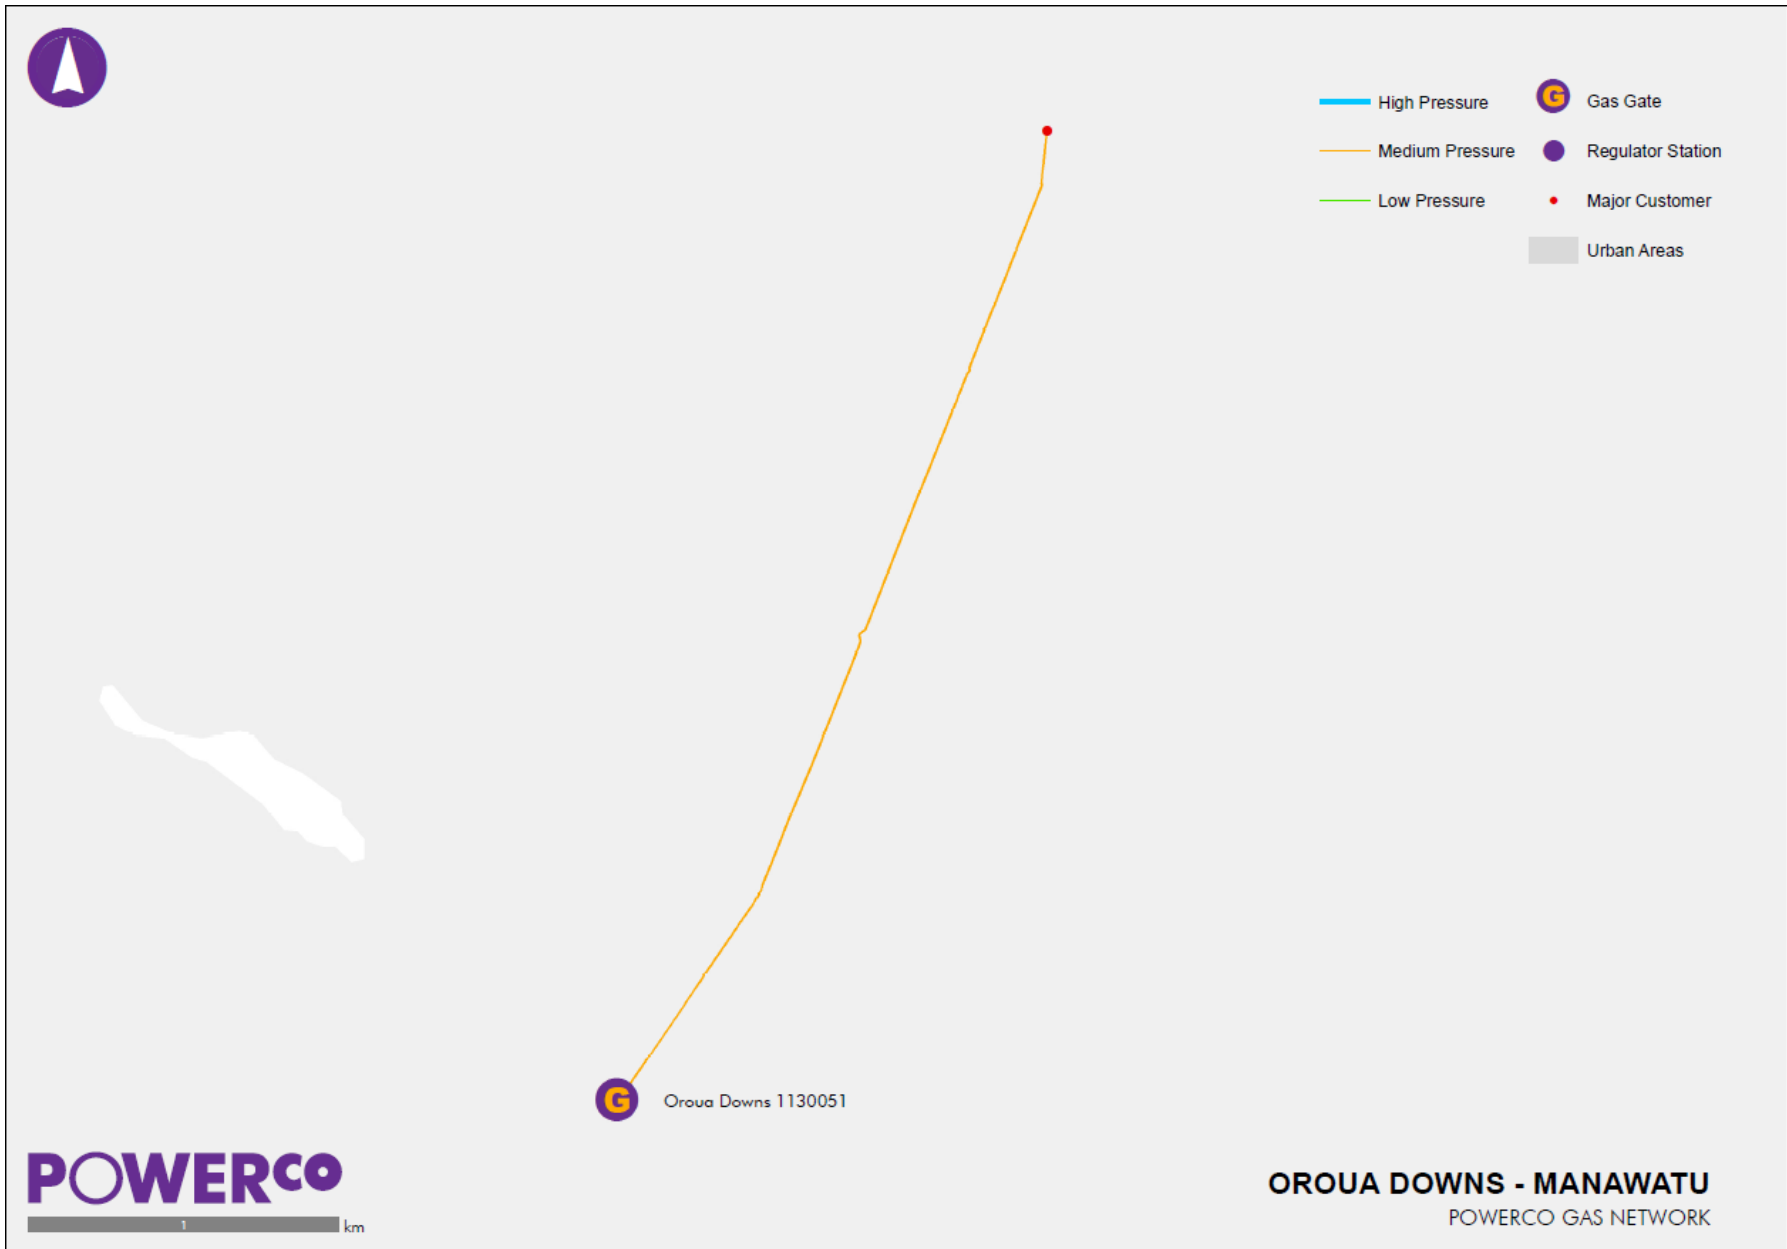 High Pressure
G Gas Gate
Medium Pressure
Regulator Station
Low Pressure
Major Customer
Urban Areas
G Oroua Downs 1130051
POWERCO
1 km
OROUA DOWNS - MANAWATU
POWERCO GAS NETWORK